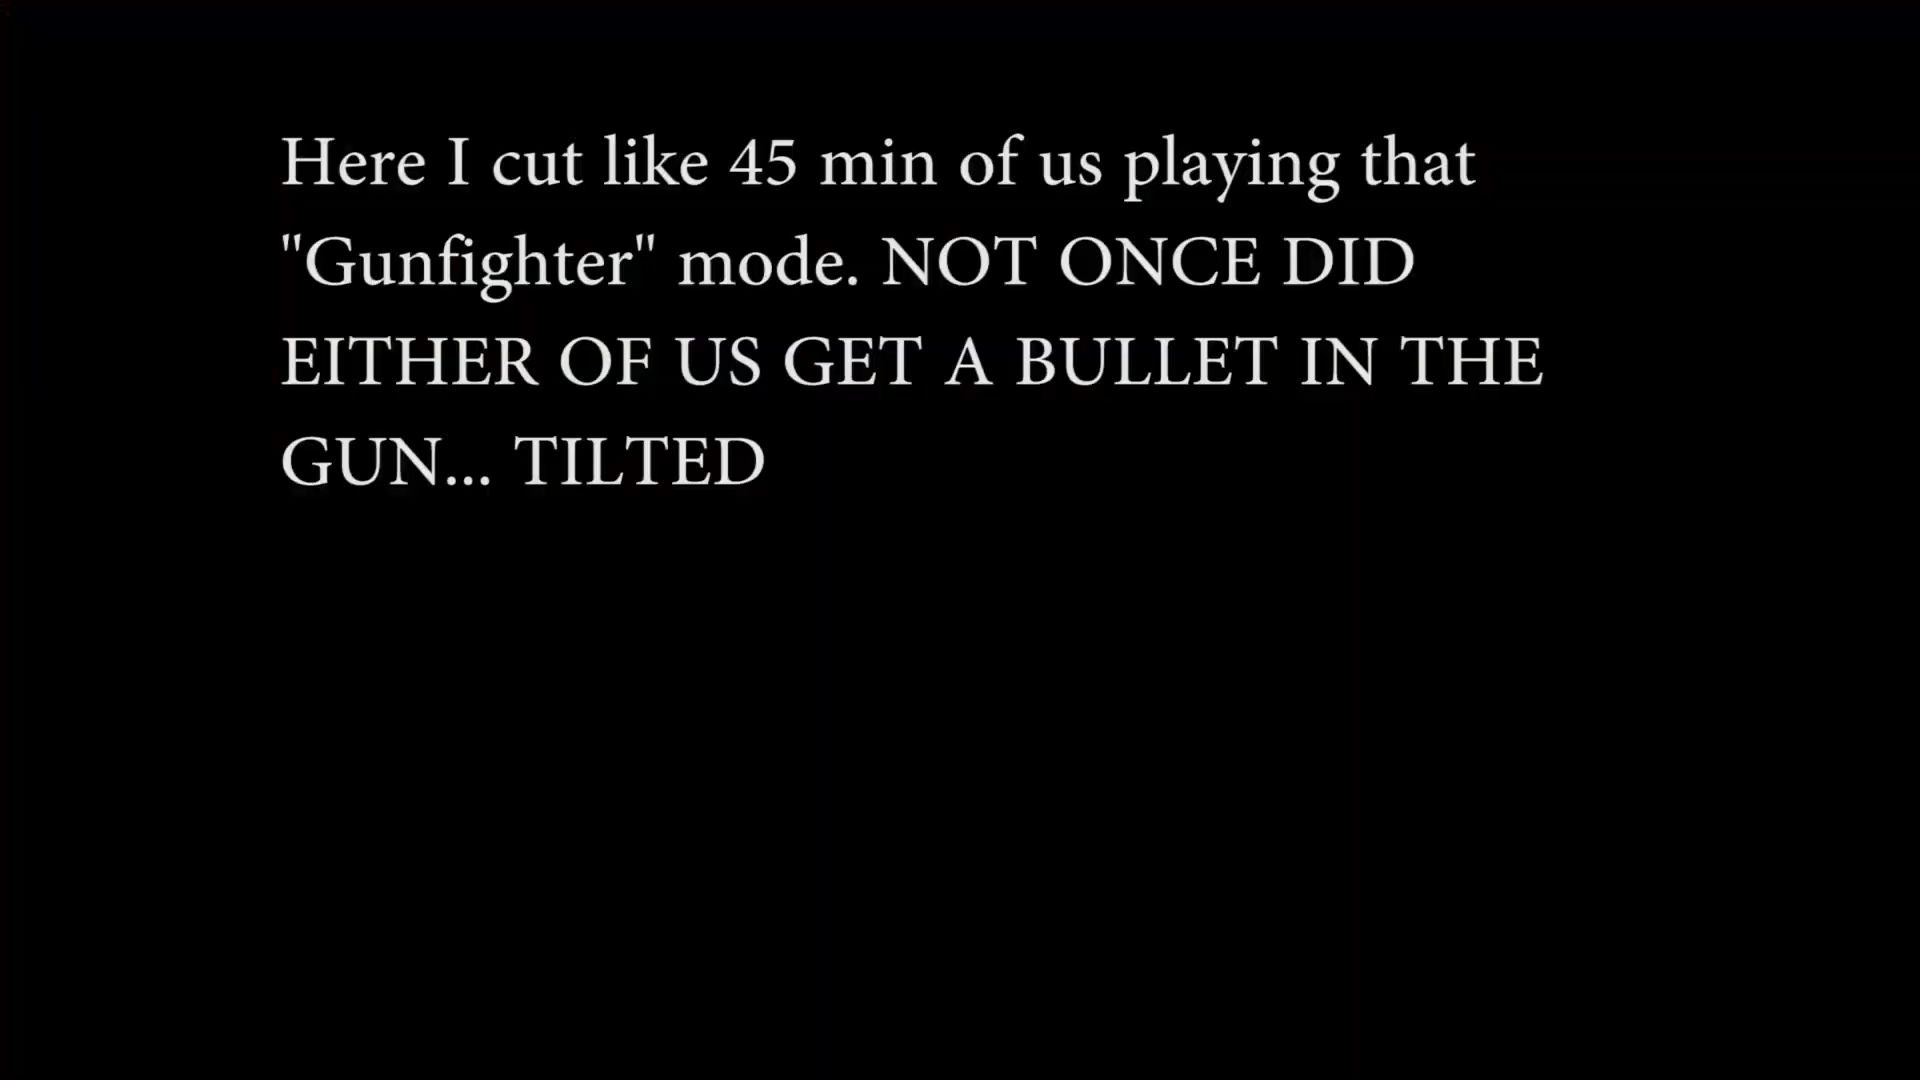 Here I cut like 45 min of us playing that
"Gunfighter" mode. NOT ONCE DID
EITHER OF US GET A BULLET IN THE
GUN... TILTED